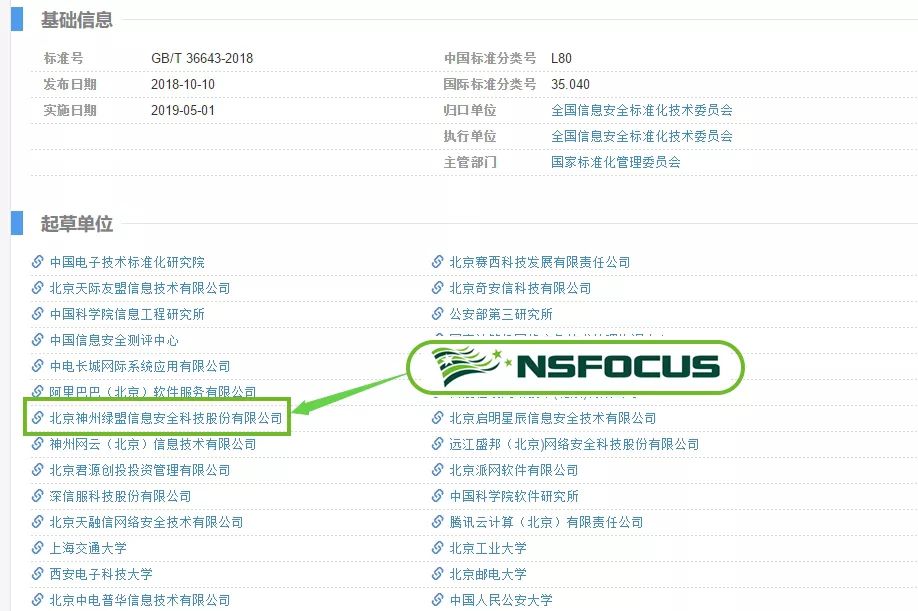 基础信息
标准号 GB/T 36643-2018 中国标准分类号 L80
发布日期 2018-10-10 国际标准分类号 35.040
实施日期 2019-05-01 归口单位 全国信息安全标准化技术委员会
执行单位 全国信息安全标准化技术委员会
主管部门 国家标准化管理委员会
起草单位
中国电子技术标准化研究院 北京赛西科技发展有限责任公司
北京天际友盟信息技术有限公司 北京奇安信科技有限公司
中国科学院信息工程研究所 公安部第三研究所
中国信息安全测评中心
中电长城网际系统应用有限公司
NSFOCUS
阿里巴巴（北京）软件服务有限公司
北京神州绿盟信息安全科技股份有限公司 北京启明星辰信息安全技术有限公司
神州网云（北京）信息技术有限公司 远江盛邦（北京)网络安全科技股份有限公司
北京君源创投投资管理有限公司 北京派网软件有限公司
深信服科技股份有限公司 中国科学院软件研究所
北京天融信网络安全技术有限公司 腾讯云计算（北京）有限责任公司
上海交通大学 北京工业大学
西安电子科技大学 北京邮电大学
北京中电普华信息技术有限公司 中国人民公安大学